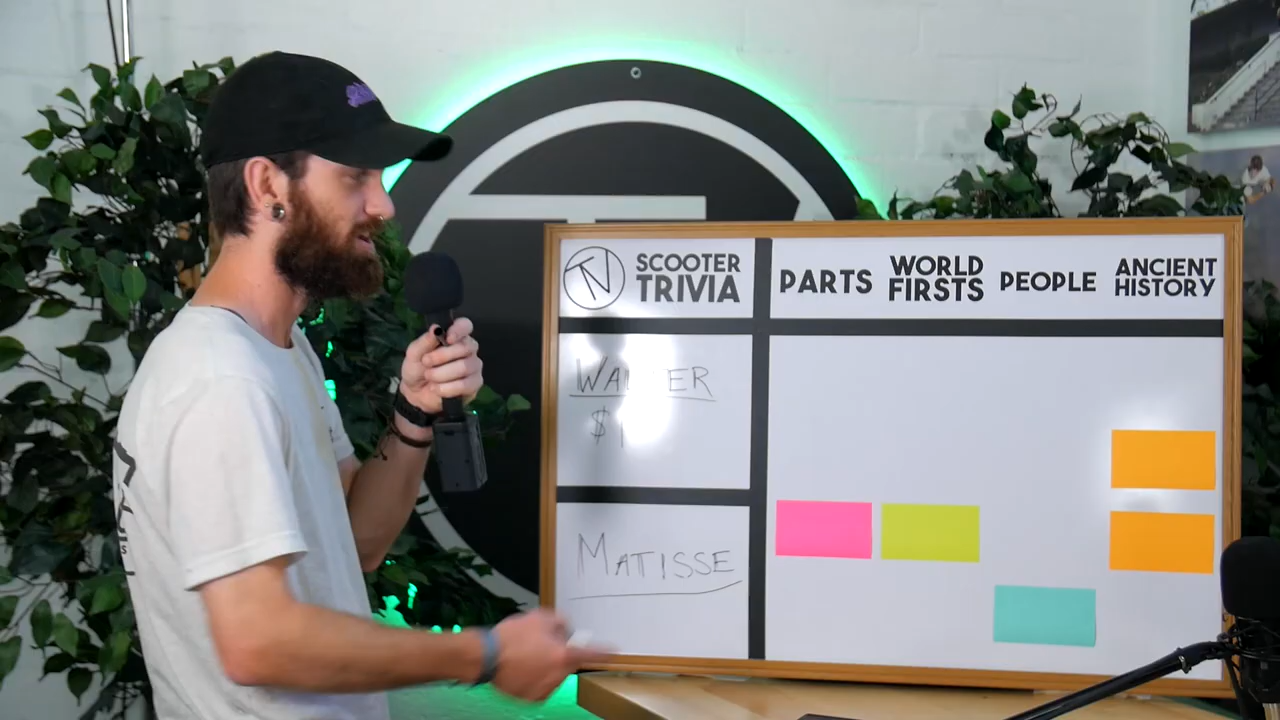 SCOOTER
TRIVIA
PARTS
WORLD
FIRSTS
PEOPLE
ANCIENT
HISTORY
MATISSE